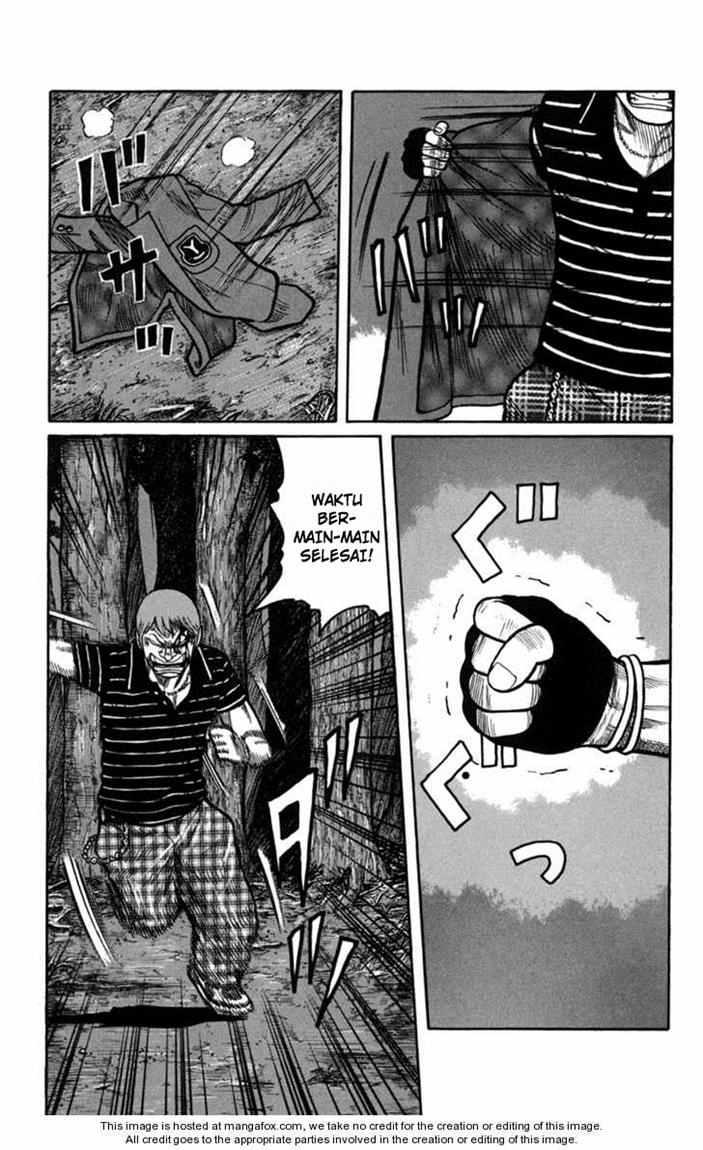 バッ
バザッ
WAKTU
BER-
MAIN-MAIN
SELESAI!
ぐ
ぐっ
ダッ
This image is hosted at mangafox.com, we take no credit for the creation or editing of this image.
All credit goes to the appropriate parties involved in the creation or editing of this image.